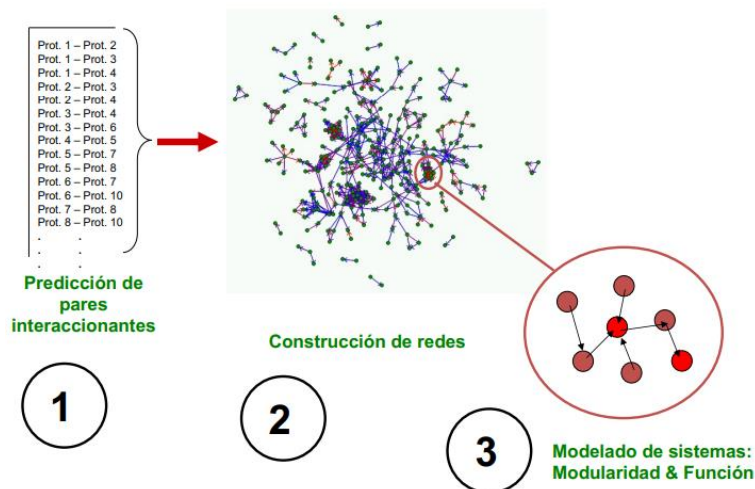 Prot. 1 – Prot. 2
Prot. 1 – Prot. 3
Prot. 1 – Prot. 4
Prot. 2 – Prot. 3
Prot. 2 – Prot. 4
Prot. 3 – Prot. 4
Prot. 3 – Prot. 6
Prot. 4 – Prot. 5
Prot. 5 – Prot. 7
Prot. 5 – Prot. 8
Prot. 6 – Prot. 7
Prot. 6 – Prot. 10
Prot. 7 – Prot. 8
Prot. 8 – Prot. 10
. .
. .
. .
Predicción de
pares
interaccionantes
1
Construcción de redes
2
3
Modelado de sistemas:
Modularidad & Función